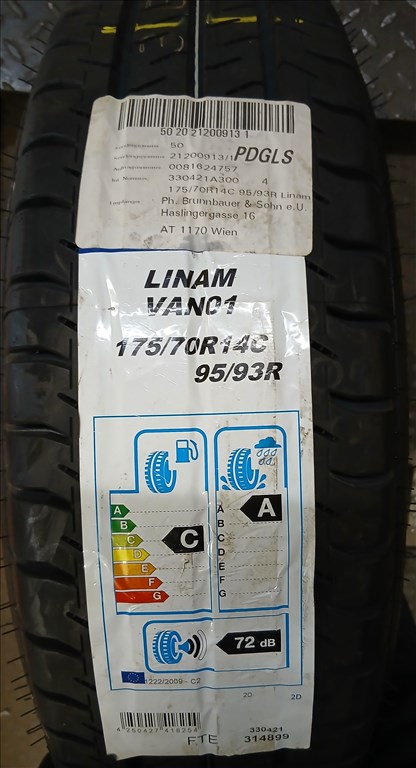 50 20 21200913 1
50
21200913/1 PDGLS
0081624757
330421A300 4
175/70R14C 95/93R Linam
Ph. Brunnbauer & Sohn e.U.
Haslingergasse 16
AT 1170 Wien
LINAM
VAN01
175/70R14C
95/93R
A
B
C
D
E
F
G
C
A
B
C
D
E
F
G
A
72 dB
1222/2009 - C2
2D
2D
4250427410254
330421
FTE 314899